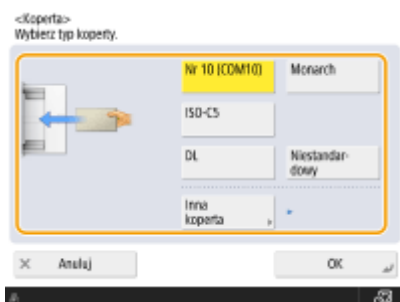 <Koperta>
Wybierz typ koperty.
Nr 10 (COM10)
Monarch
ISO-C5
DL
Niestandar-
dowy
Inna
koperta
Anuluj
OK